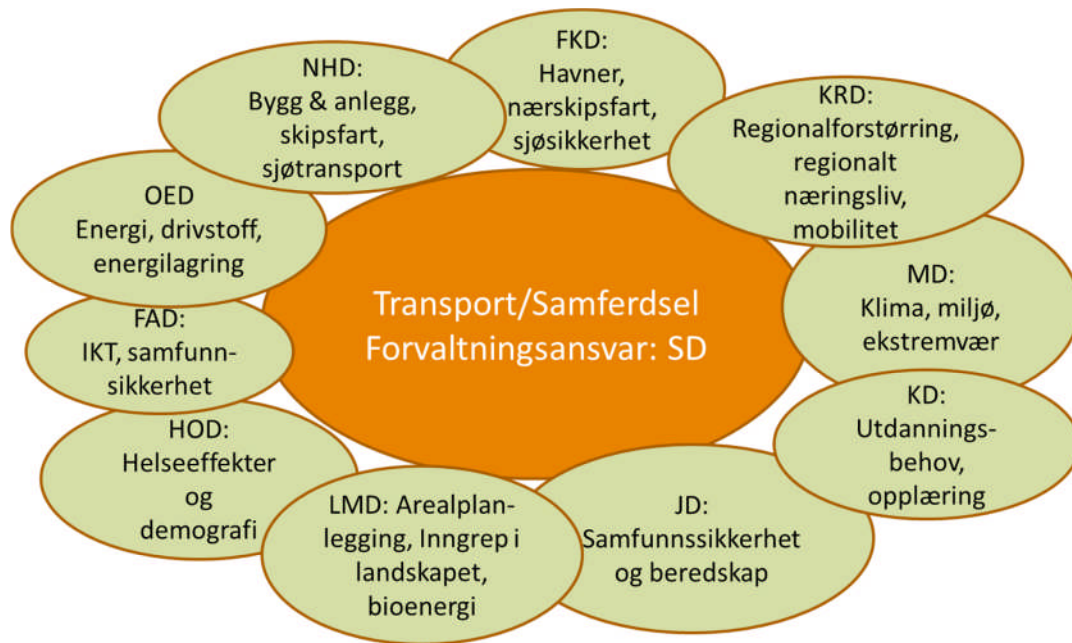 FKD:
Havner,
nærskipsfart,
sjøsikkerhet
NHD:
Bygg & anlegg,
skipsfart,
sjøtransport
KRD:
Regionalforstørring,
regionalt
næringsliv,
mobilitet
OED
Energi, drivstoff,
energilagring
MD:
Klima, miljø,
ekstremvær
Transport/Samferdsel
Forvaltningsansvar: SD
FAD:
IKT, samfunn-
sikkerhet
KD:
Utdannings-
behov,
opplæring
HOD:
Helseeffekter
og
demografi
LMD: Arealplan-
legging, Inngrep i
landskapet,
bioenergi
JD:
Samfunnssikkerhet
og beredskap